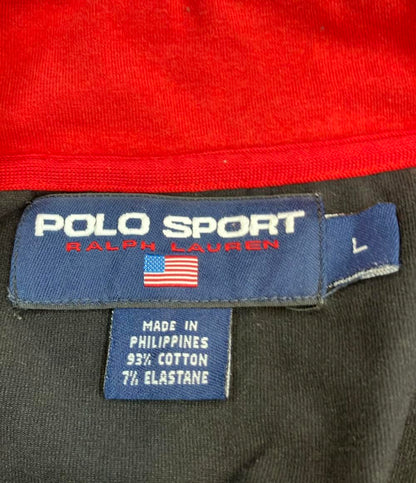 POLO SPORT
RALPH LAUREN
L
MADE IN
PHILIPPINES
93% COTTON
7% ELASTANE